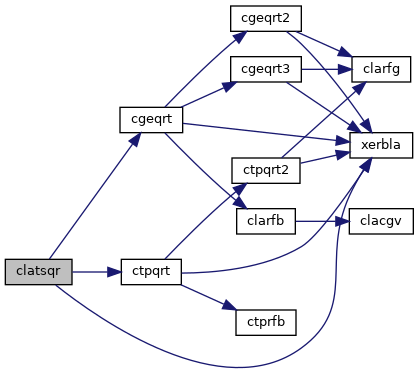 cgeqrt2
cgeqrt3
clarfg
cgeqrt
xerbla
ctpqrt2
clarfb
clacgv
clatsqr
ctpqrt
ctprfb